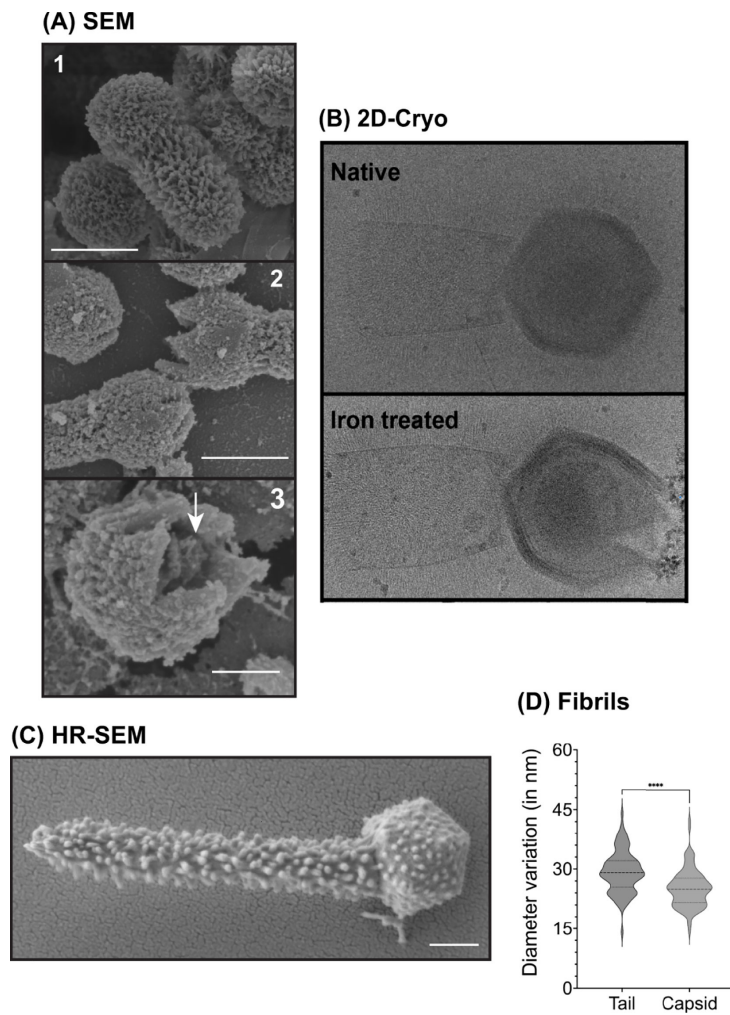 (A) SEM
1
2
3
(B) 2D-Cryo
Native
Iron treated
(C) HR-SEM
(D) Fibrils
60
45
30
15
0
Diameter variation (in nm)
****
Tail Capsid